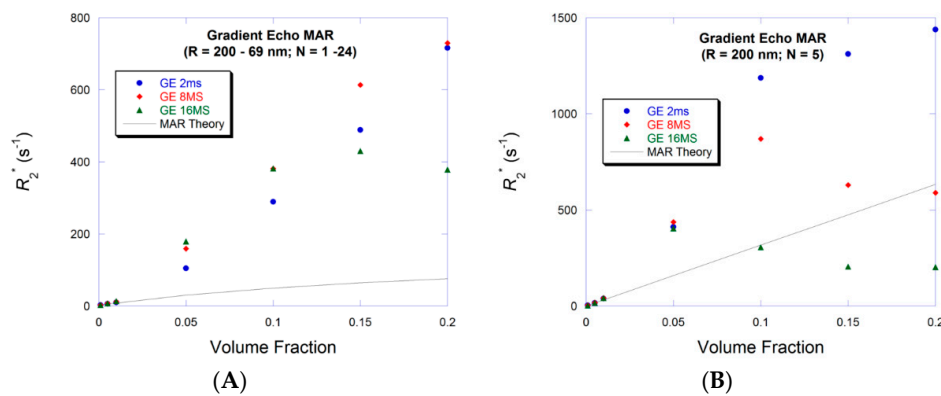 Gradient Echo MAR
(R = 200 - 69 nm; N = 1 -24)
GE 2ms
GE 8MS
GE 16MS
MAR Theory
R2* (s-1)
800
600
400
200
0
0 0.05 0.1 0.15 0.2
Volume Fraction
(A)
Gradient Echo MAR
(R = 200 nm; N = 5)
GE 2ms
GE 8MS
GE 16MS
MAR Theory
R2* (s-1)
1500
1000
500
0
0 0.05 0.1 0.15 0.2
Volume Fraction
(B)